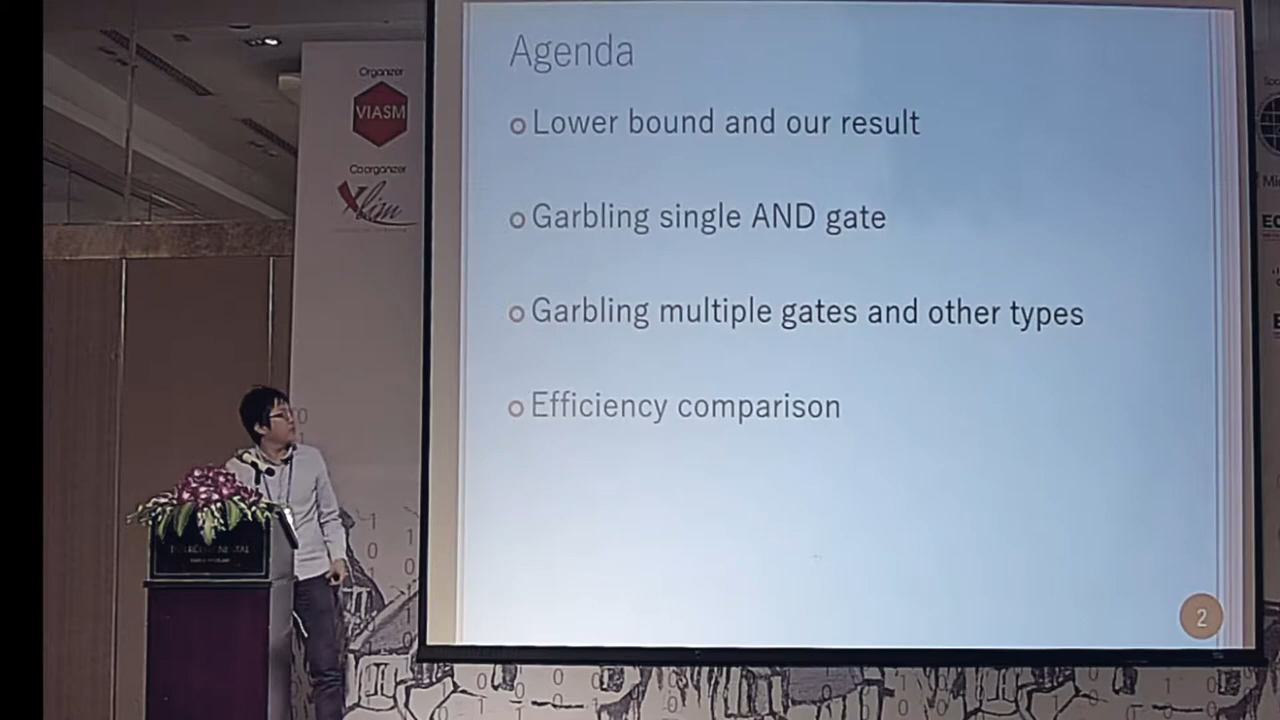 Agenda
Lower bound and our result
Garbling single AND gate
Garbling multiple gates and other types
Efficiency comparison
2
Organizer
VIASM
Coorganizer
Xlim